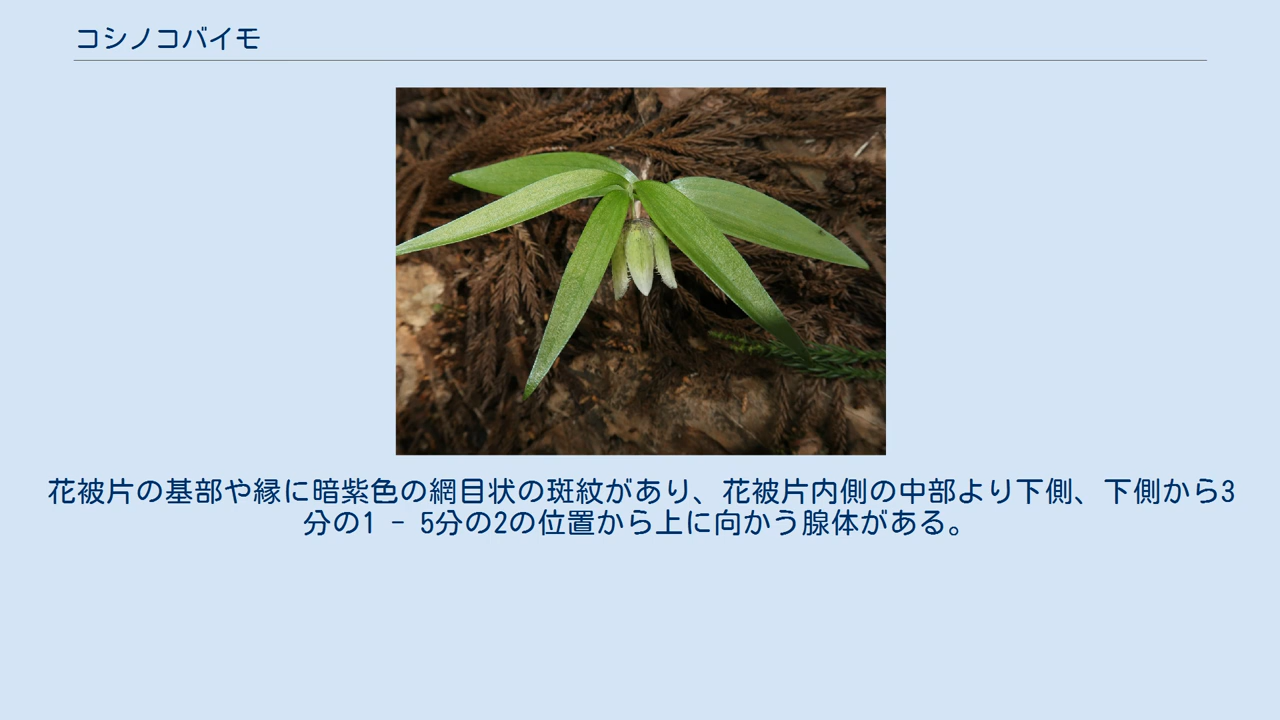 コシノコバイモ
花被片の基部や縁に暗紫色の網目状の斑紋があり、花被片内側の中部より下側、下側から3
分の1 - 5分の2の位置から上に向かう腺体がある。